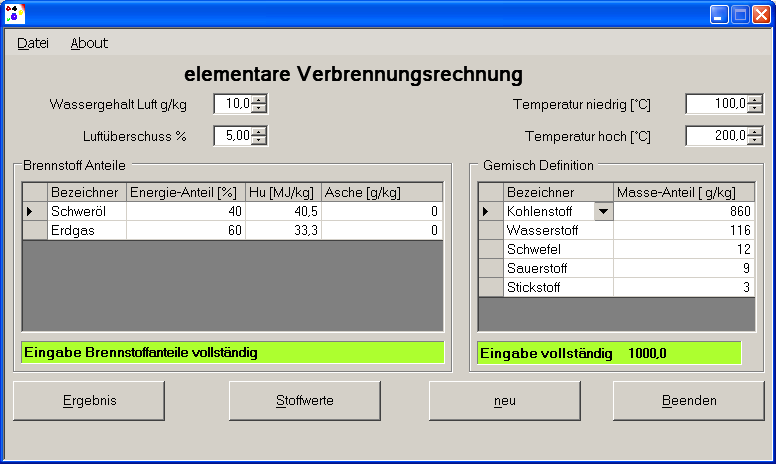 Datei About
elementare Verbrennungsrechnung
Wassergehalt Luft g/kg 10,0 Temperatur niedrig [°C] 100,0
Luftüberschuss % 5,00 Temperatur hoch [°C] 200,0
Brennstoff Anteile
Bezeichner Energie-Anteil [%] Hu [MJ/kg] Asche [g/kg]
Schweröl 40 40,5 0
Erdgas 60 33,3 0
Eingabe Brennstoffanteile vollständig
Gemisch Definition
Bezeichner Masse-Anteil [ g/kg]
Kohlenstoff 860
Wasserstoff 116
Schwefel 12
Sauerstoff 9
Stickstoff 3
Eingabe vollständig 1000,0
Ergebnis Stoffwerte neu Beenden